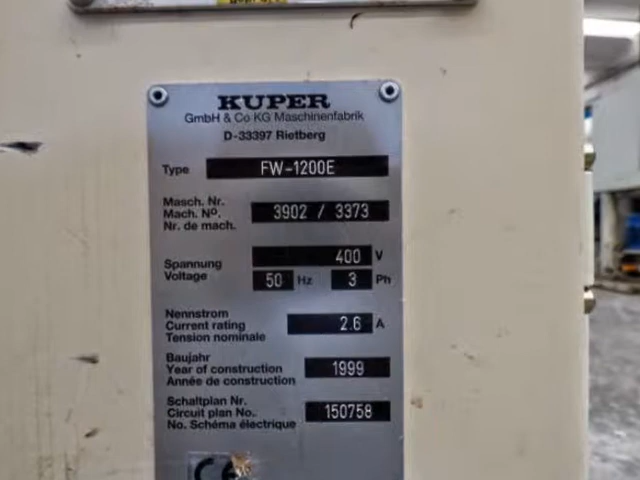 KUPER
GmbH & Co KG Maschinenfabrik
D-33397 Rietberg
Type FW-1200E
Masch. Nr.
Mach. Nº. 3902 / 3373
Nr. de mach.
Spannung 400 V
Voltage 50 Hz 3 Ph
Nennstrom
Current rating 2.6 A
Tension nominale
Baujahr
Year of construction 1999
Année de construction
Schaltplan Nr.
Circuit plan No. 150758
No. Schéma électrique
CE